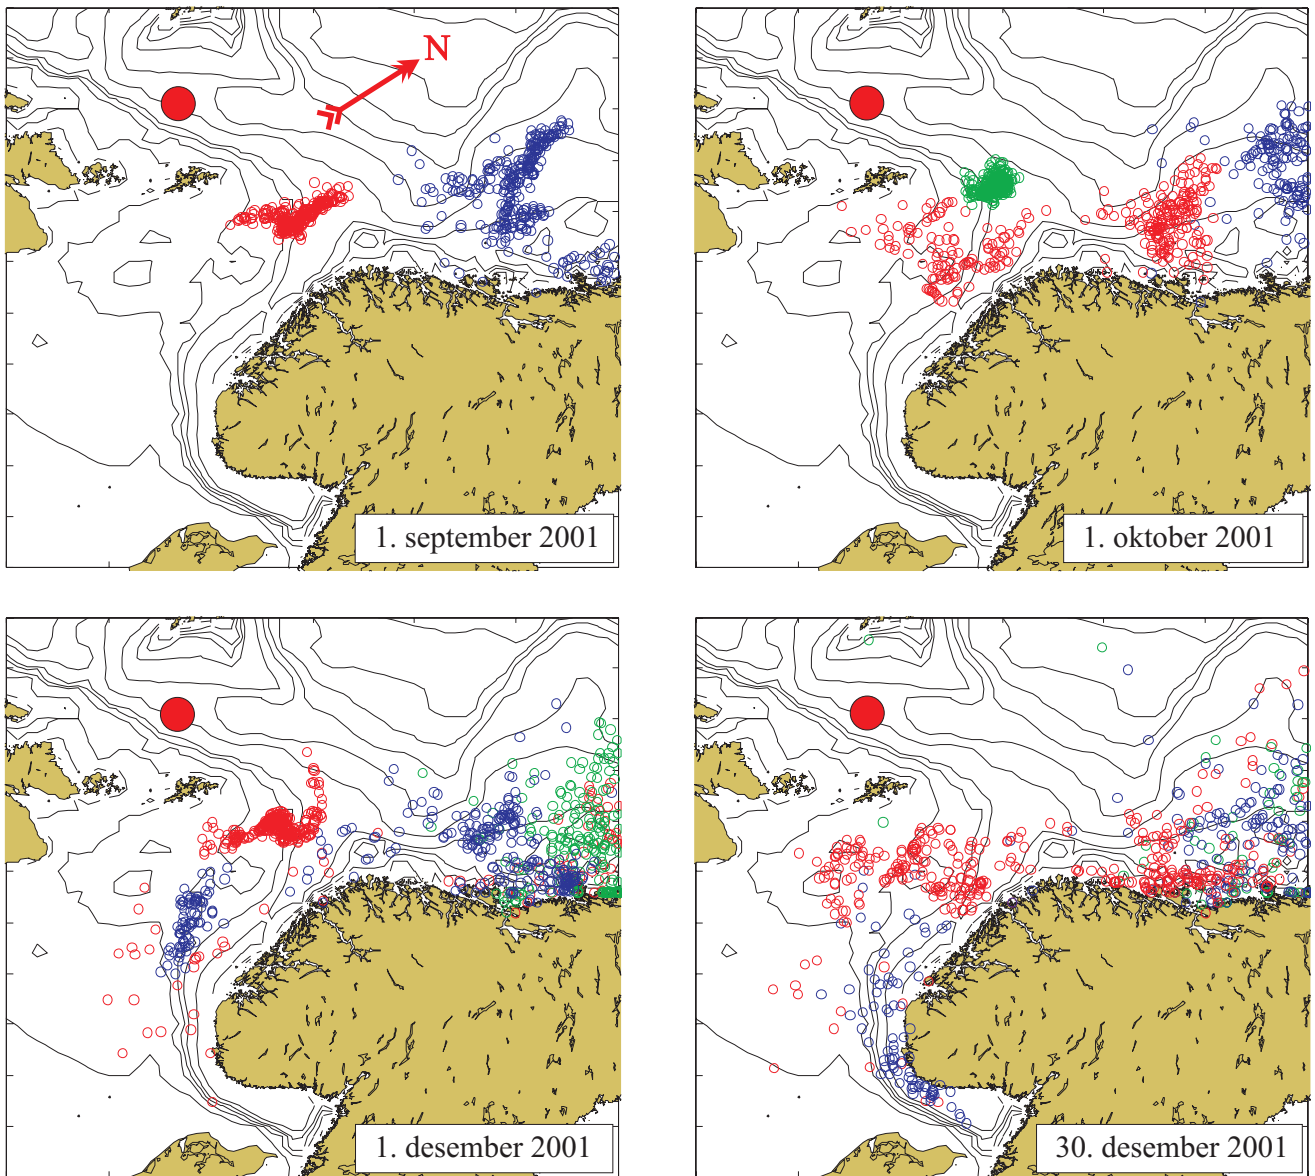 N
1. september 2001
1. oktober 2001
1. desember 2001
30. desember 2001